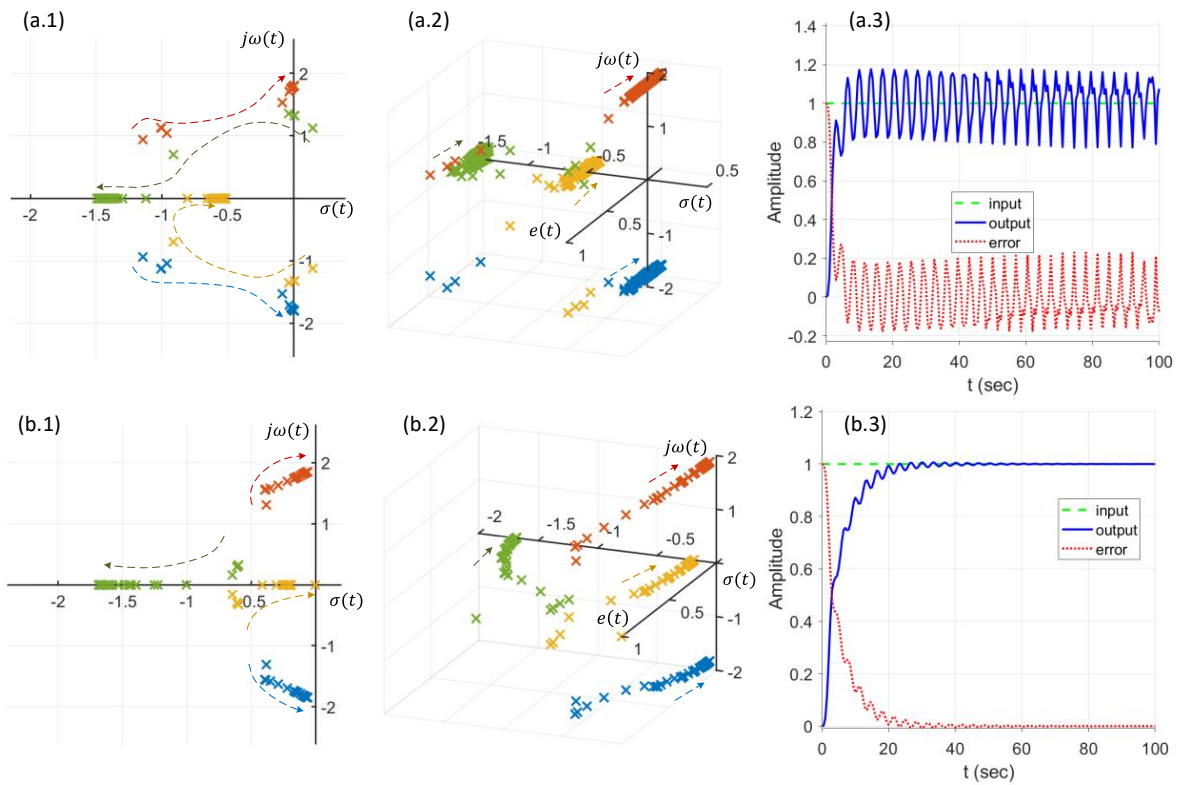 (a.1)
jω(t)
2
1
-2
-1.5
-1
-0.5
σ(t)
-1
-2
(a.2)
jω(t)
2
1
-1.5
-1
-0.5
0.5
σ(t)
e(t)
0.5
1
-1
-2
(a.3)
Amplitude
1.4
1.2
1
0.8
0.6
0.4
0.2
0
-0.2
input
output
error
0
20
40
60
80
100
t (sec)
(b.1)
jω(t)
2
1
-2
-1.5
-1
-0.5
σ(t)
-1
-2
(b.2)
jω(t)
2
1
-2
-1.5
-1
-0.5
σ(t)
e(t)
0.5
1
-1
-2
(b.3)
Amplitude
1.2
1
0.8
0.6
0.4
0.2
0
input
output
error
0
20
40
60
80
100
t (sec)